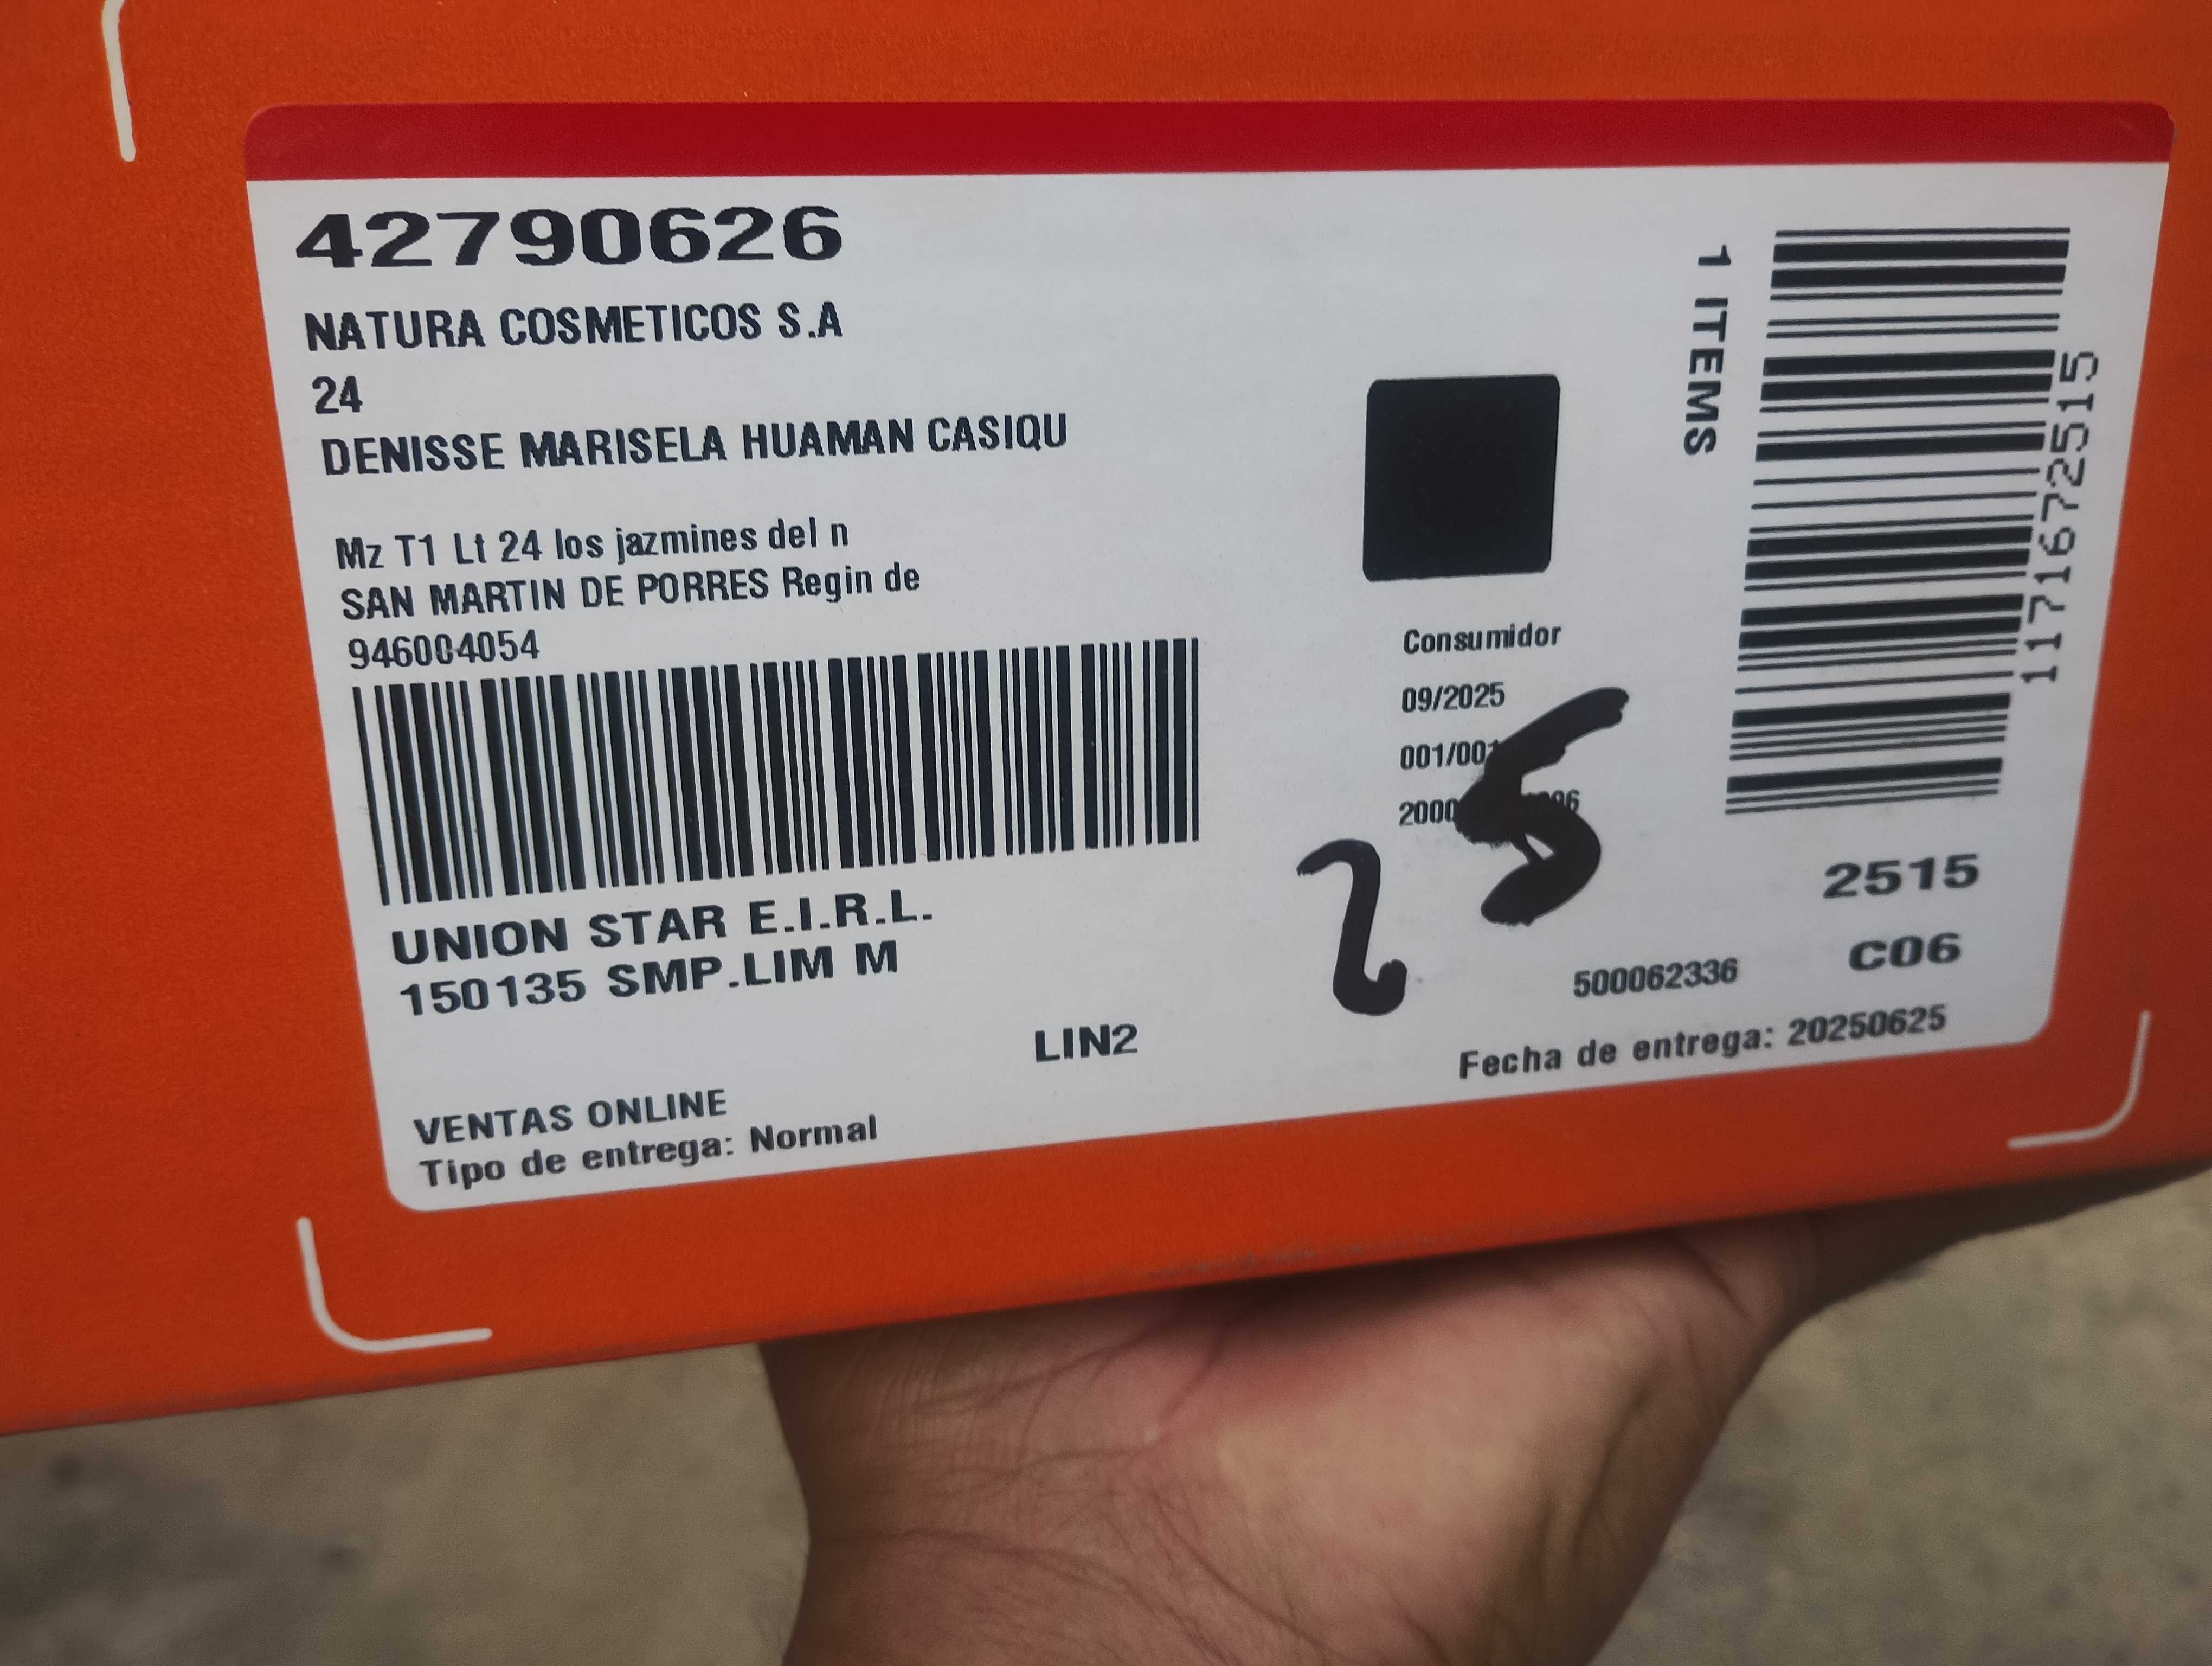 42790626
NATURA COSMETICOS S.A
24
DENISSE MARISELA HUAMAN CASIQU
Mz T1 Lt 24 los jazmines del n
SAN MARTIN DE PORRES Regin de
946004054
UNION STAR E.I.R.L.
150135 SMP.LIM M
LIN2
VENTAS ONLINE
Tipo de entrega: Normal
Consumidor
09/2025
25
1 ITEMS
1171672515
2515
C06
500062336
Fecha de entrega: 20250625